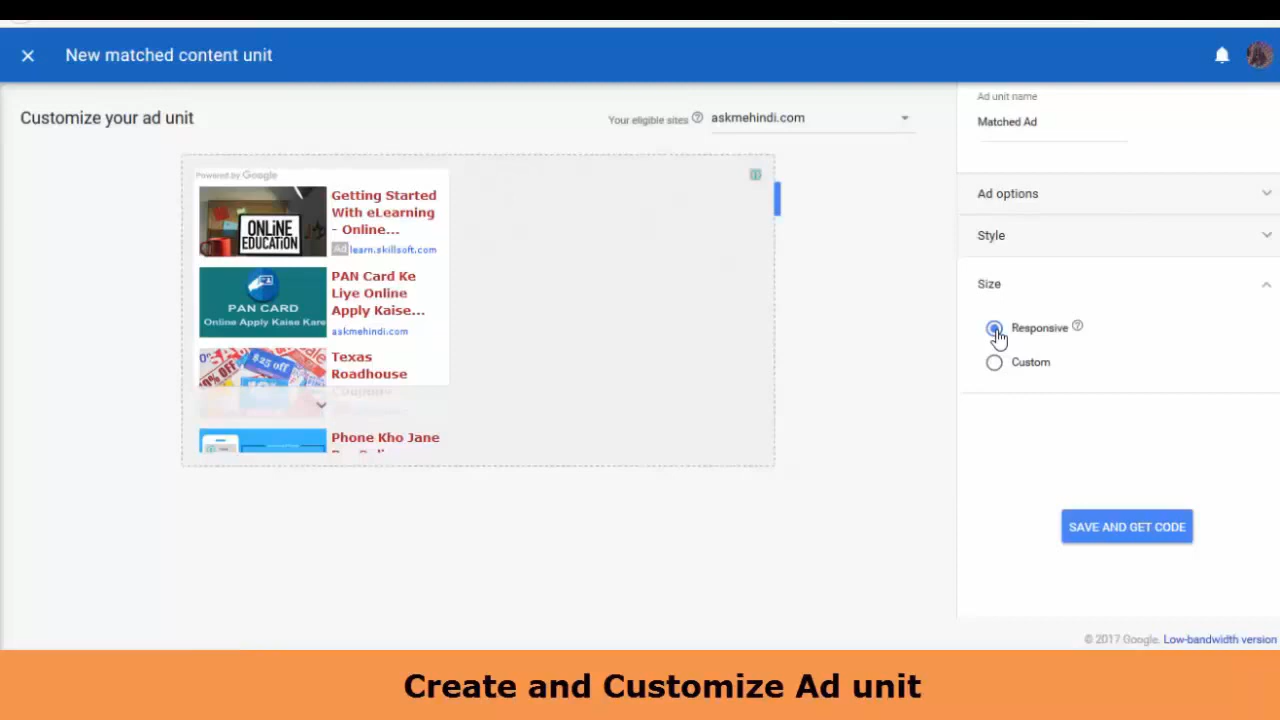 New matched content unit
Customize your ad unit
Your eligible sites
askmehindi.com
Ad unit name
Matched Ad
Ad options
Style
Size
Responsive
Custom
SAVE AND GET CODE
Powered by Google
ONLINE
EDUCATION
Getting Started
With eLearning
- Online...
Ad learn.skillsoft.com
PAN CARD
Online Apply Kaise Kare
PAN Card Ke
Liye Online
Apply Kaise...
askmehindi.com
$25 off
Texas
Roadhouse
Coupons
Phone Kho Jane
© 2017 Google. Low-bandwidth version
Create and Customize Ad unit